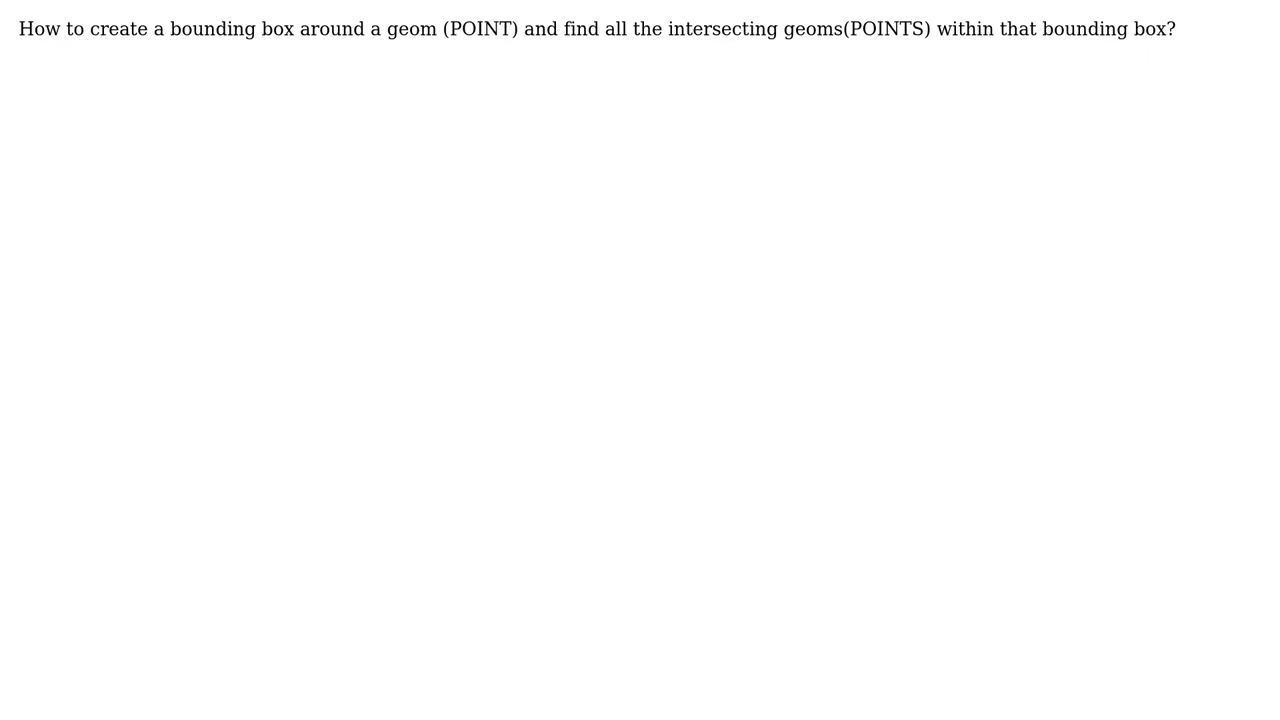 How to create a bounding box around a geom (POINT) and find all the intersecting geoms(POINTS) within that bounding box?